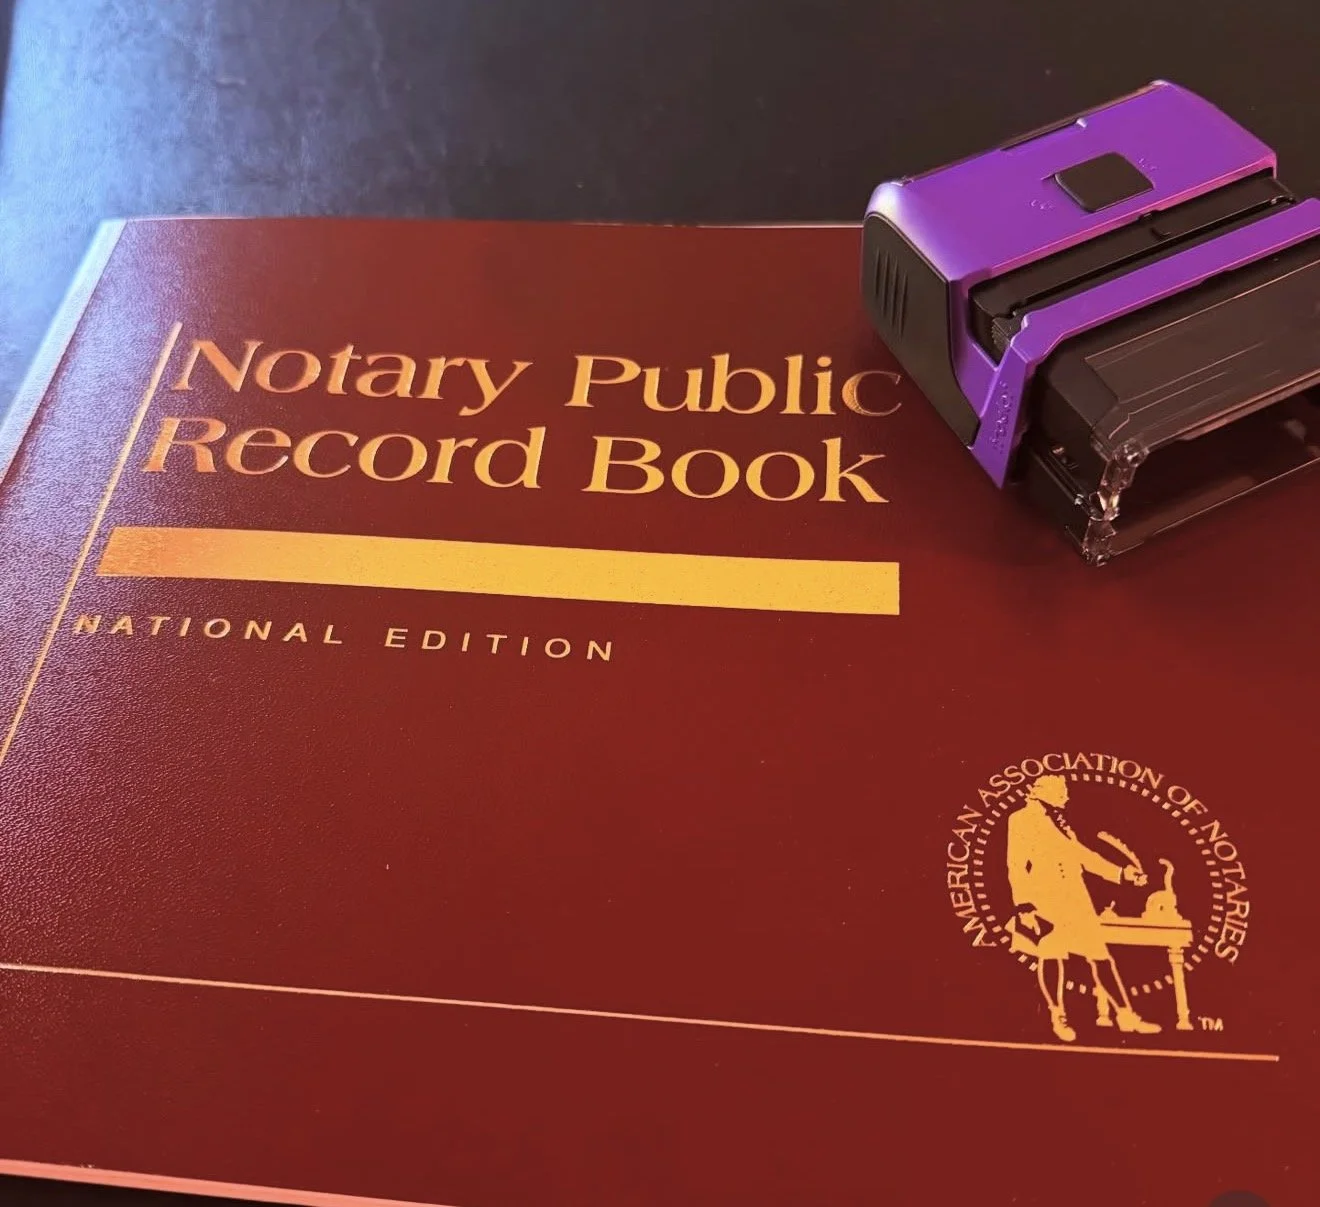 Notary Public
Record Book
NATIONAL EDITION
AMERICAN ASSOCIATION OF NOTARIES
TM